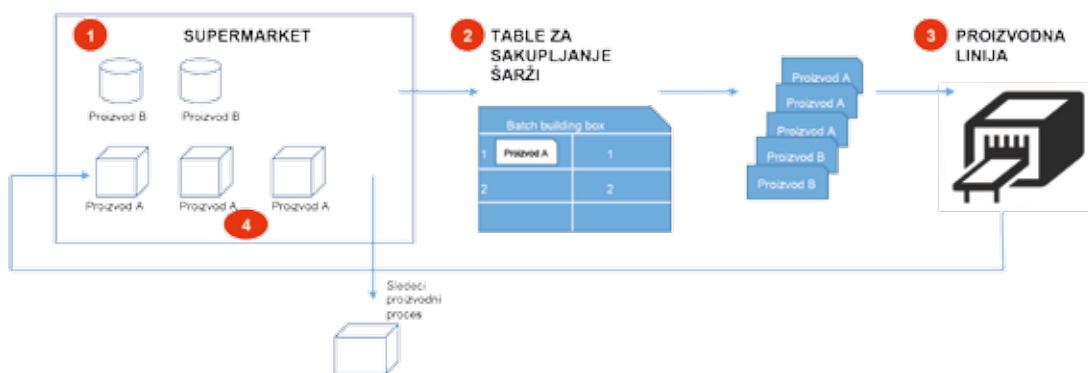 1
SUPERMARKET
Proizvod B
Proizvod B
Proizvod A
Proizvod A
Proizvod A
4
2
TABLE ZA
SAKUPLJANJE
ŠARŽI
Batch building box
1
Proizvod A
1
2
2
Proizvod A
Proizvod A
Proizvod A
Proizvod B
Proizvod B
3
PROIZVODNA
LINIJA
Sledeci
proizvodni
proces